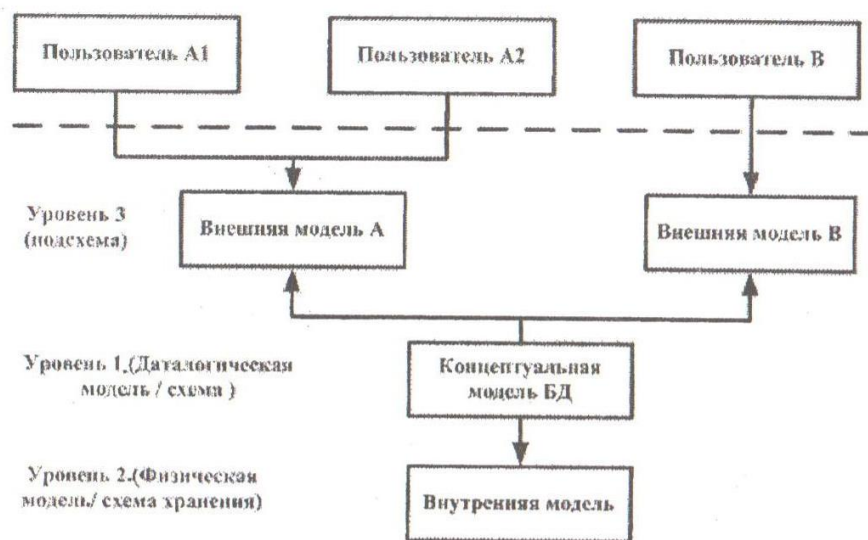 Пользователь А1
Пользователь А2
Пользователь В
Уровень 3
(подсхема)
Внешняя модель А
Внешняя модель В
Уровень 1.(Даталогическая
модель / схема )
Концептуальная
модель БД
Уровень 2.(Физическая
модель/ схема хранения)
Внутренняя модель